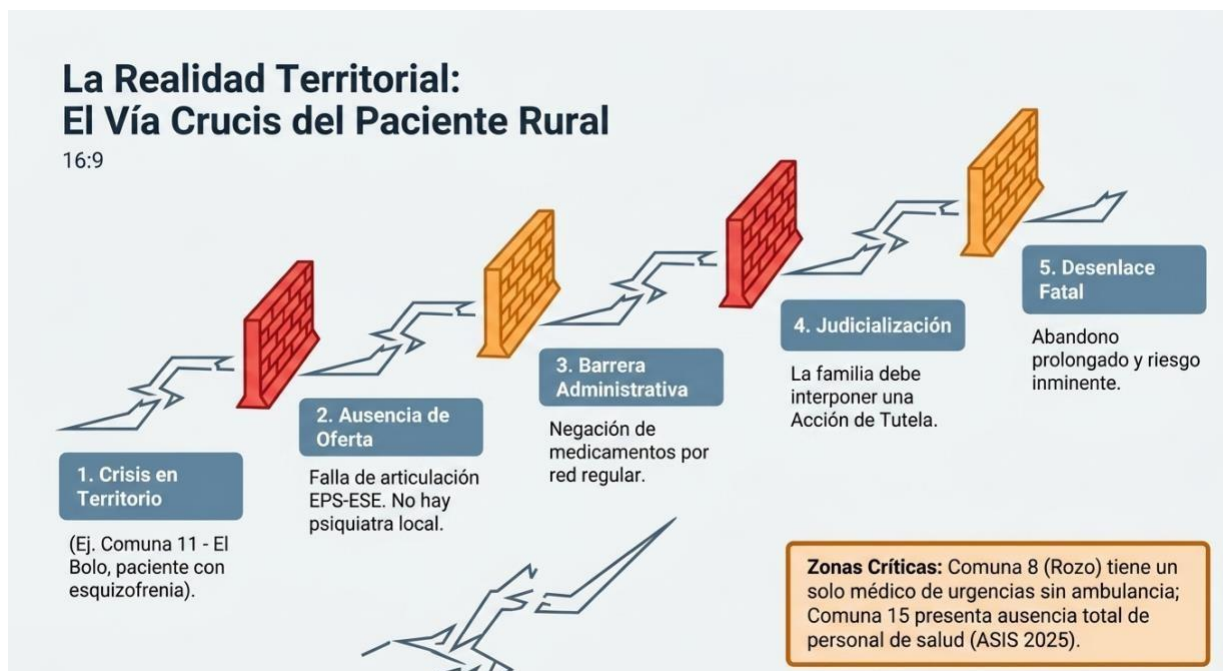 La Realidad Territorial:
El Vía Crucis del Paciente Rural
16:9
1. Crisis en
Territorio
(Ej. Comuna 11 - El
Bolo, paciente con
esquizofrenia).
2. Ausencia de
Oferta
Falla de articulación
EPS-ESE. No hay
psiquiatra local.
3. Barrera
Administrativa
Negación de
medicamentos por
red regular.
4. Judicialización
La familia debe
interponer una
Acción de Tutela.
5. Desenlace
Fatal
Abandono
prolongado y riesgo
inminente.
Zonas Críticas: Comuna 8 (Rozo) tiene un
solo médico de urgencias sin ambulancia;
Comuna 15 presenta ausencia total de
personal de salud (ASIS 2025).